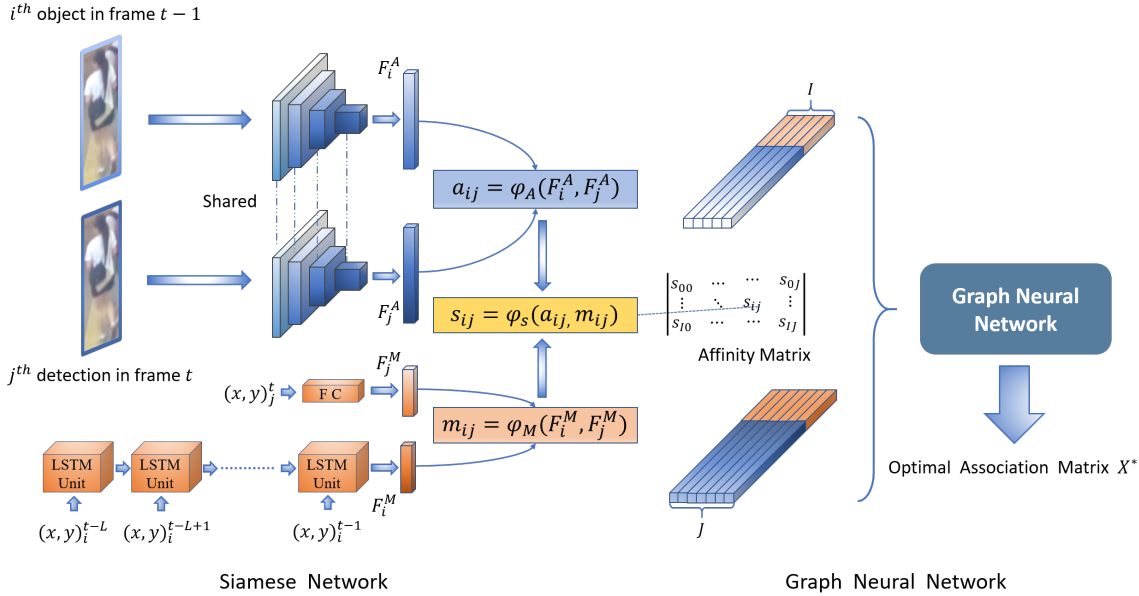 iᵗʰ object in frame t − 1
F_i^A
I
a_ij = φ_A(F_i^A, F_j^A)
Shared
F_j^A
s_ij = φ_s(a_ij, m_ij)
s_00 ⋯ ⋯ s_0J
⋮ ⋱ s_ij ⋮
s_I0 ⋯ ⋯ s_IJ
Affinity Matrix
Graph Neural
Network
jᵗʰ detection in frame t
(x, y)_j^t
F C
F_j^M
m_ij = φ_M(F_i^M, F_j^M)
LSTM
Unit
LSTM
Unit
LSTM
Unit
F_i^M
(x, y)_i^{t−L}
(x, y)_i^{t−L+1}
(x, y)_i^{t−1}
J
Optimal Association Matrix X*
Siamese Network
Graph Neural Network